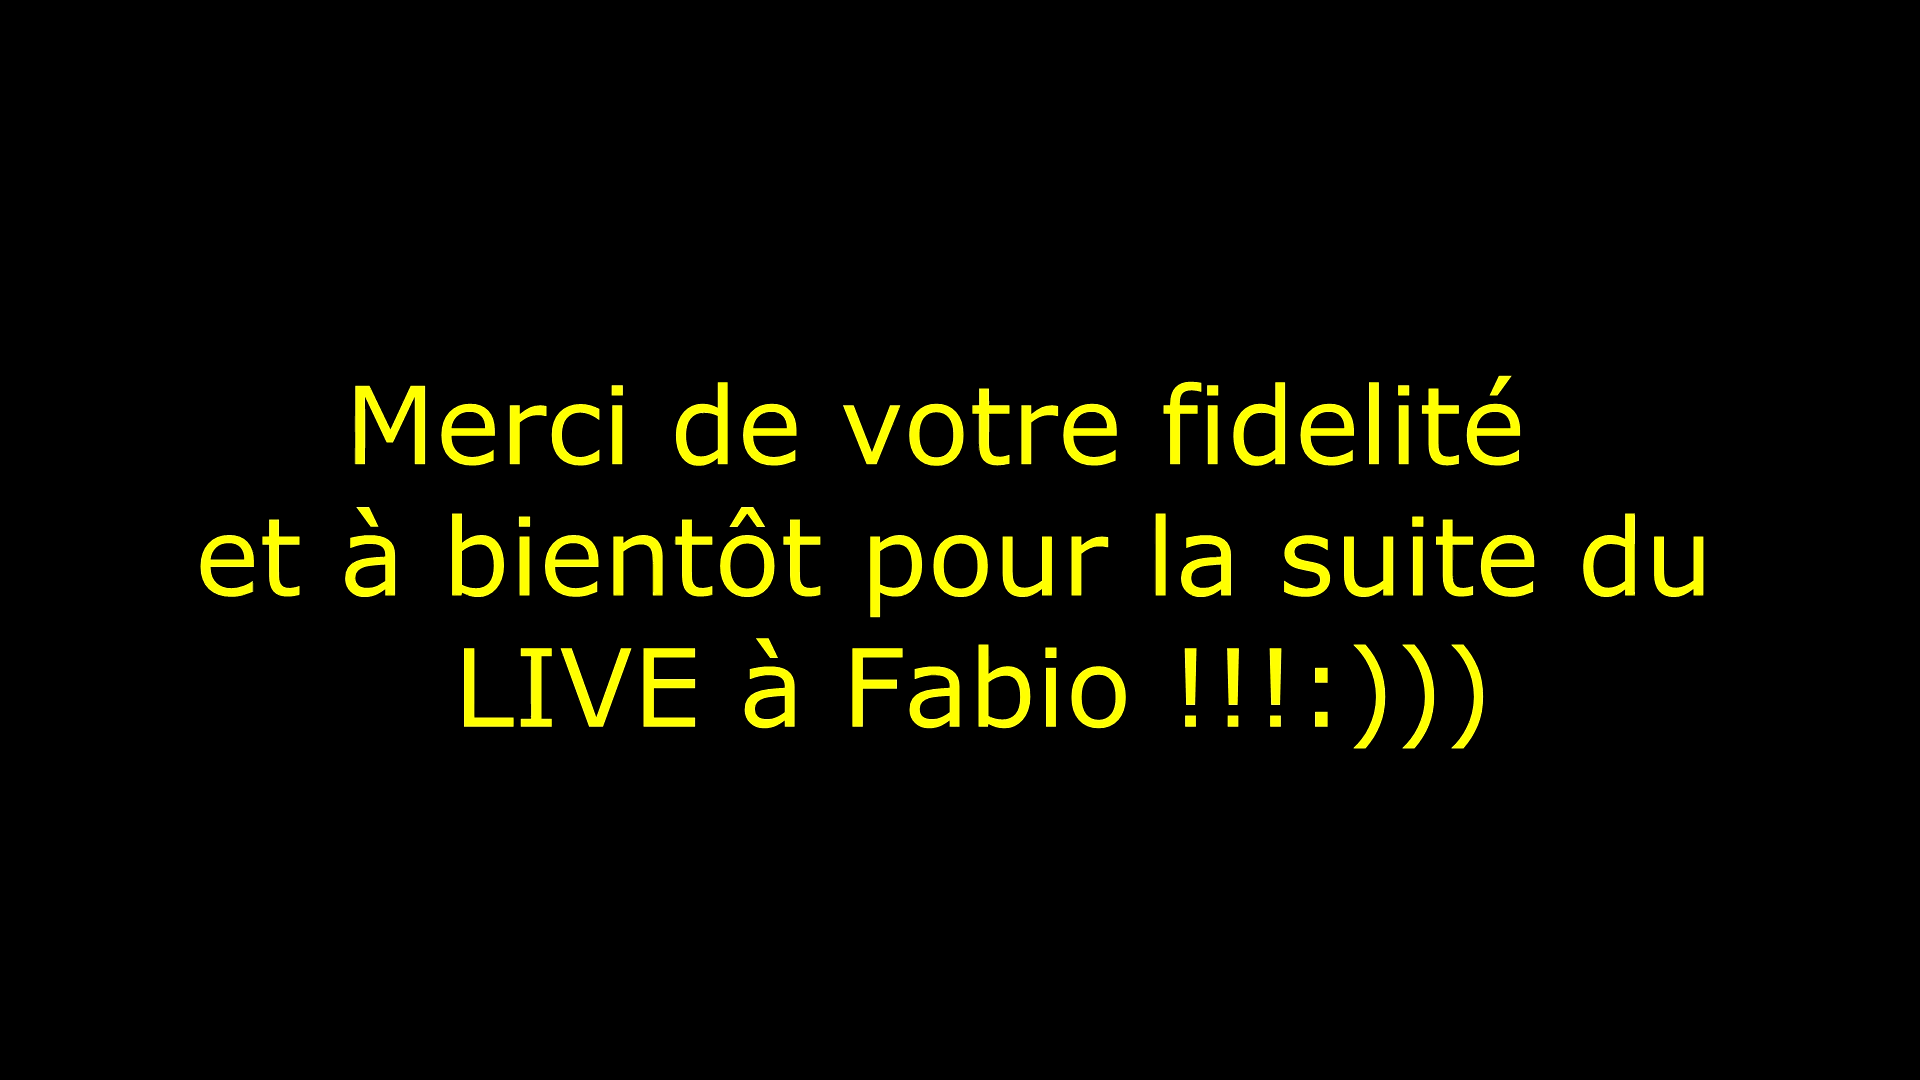 Merci de votre fidelité
et à bientôt pour la suite du
LIVE à Fabio !!!:)))